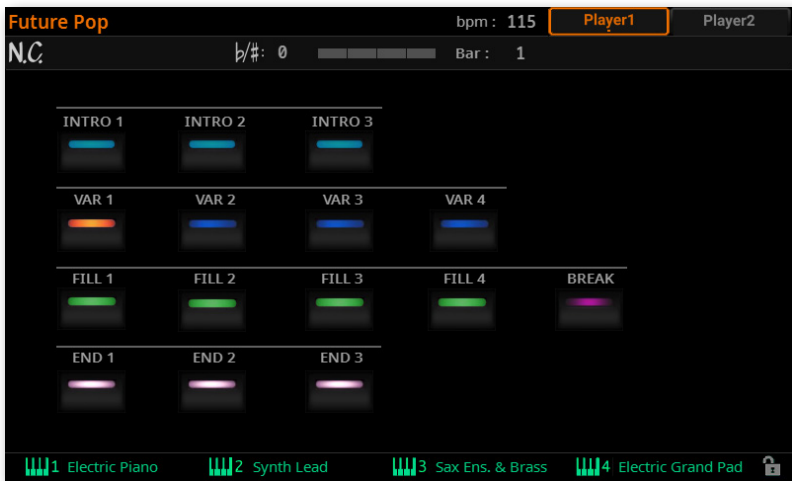 Future Pop bpm : 115 Player1 Player2
N.C. b/#: 0 Bar : 1
INTRO 1 INTRO 2 INTRO 3
VAR 1 VAR 2 VAR 3 VAR 4
FILL 1 FILL 2 FILL 3 FILL 4 BREAK
END 1 END 2 END 3
1 Electric Piano 2 Synth Lead 3 Sax Ens. & Brass 4 Electric Grand Pad